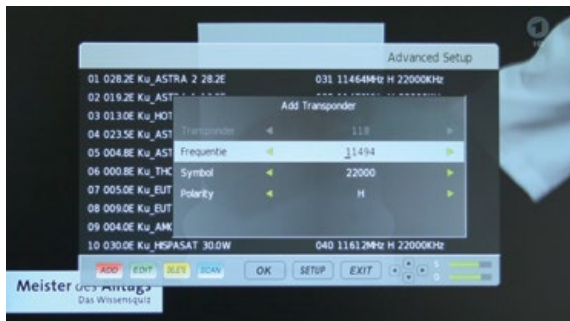 Advanced Setup
01 028.2E Ku_ASTRA 2 28.2E 031 11464MHz H 22000KHz
02 019.2E Ku_AST
03 013.0E Ku_HOT
04 023.5E Ku_AST
05 004.8E Ku_AST
06 000.8E Ku_THC
07 005.0E Ku_EUT
08 009.0E Ku_EUT
09 004.0E Ku_AMK
10 030.0E Ku_HISPASAT 30.0W 040 11612MHz H 22000KHz
Add Transponder
Transponder 118
Frequentie 11494
Symbol 22000
Polarity H
ADD EDIT DELETE SCAN OK SETUP EXIT S
Q
Meister des Alltags
Das Wissensquiz